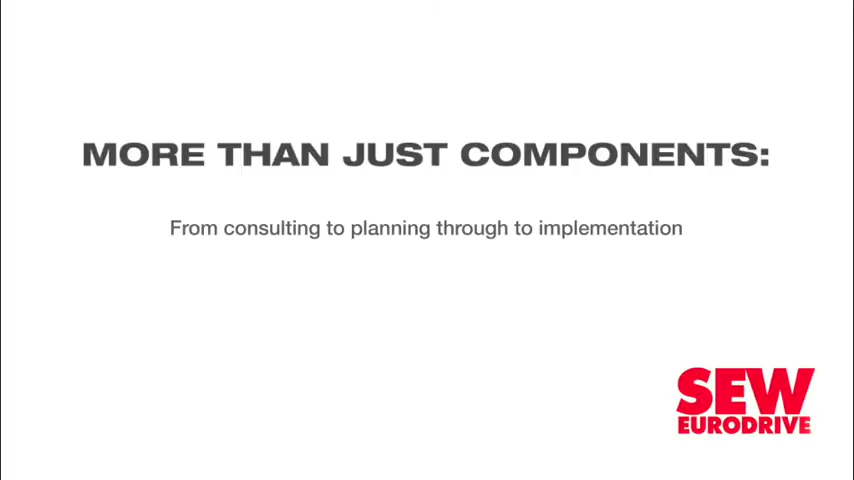 MORE THAN JUST COMPONENTS:
From consulting to planning through to implementation
SEW
EURODRIVE